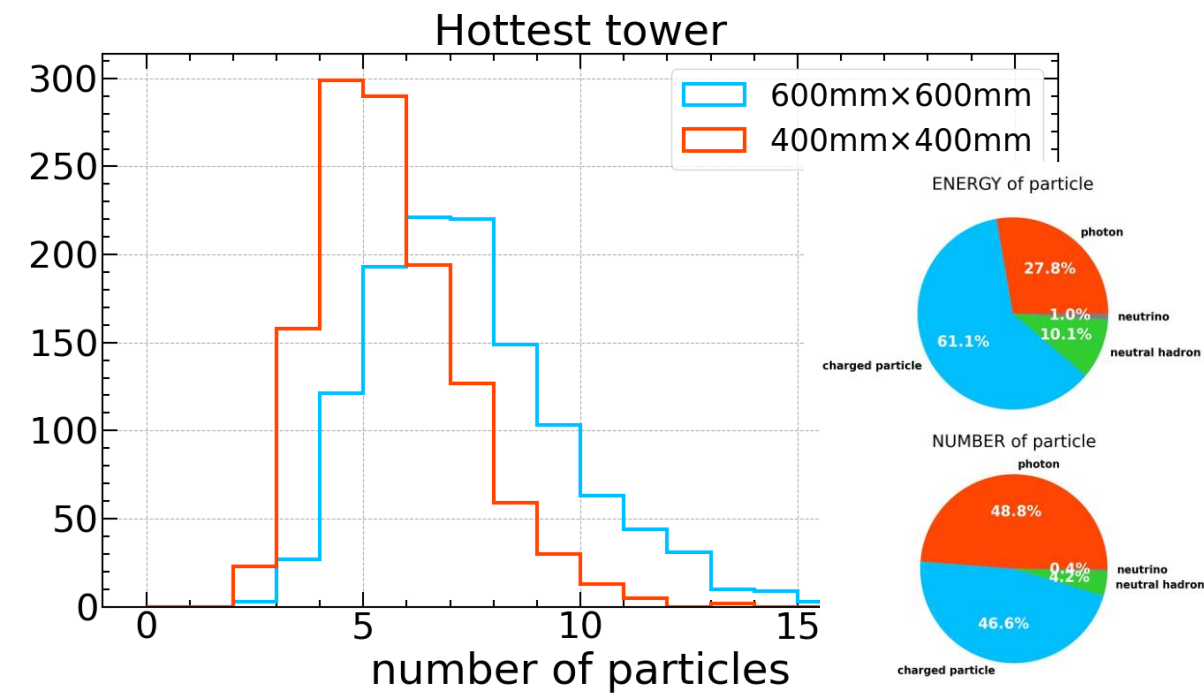 Hottest tower
600mm×600mm
400mm×400mm
300
250
200
150
100
50
0
0 5 10 15
number of particles
ENERGY of particle
photon
27.8%
1.0%
neutrino
10.1%
neutral hadron
61.1%
charged particle
NUMBER of particle
photon
48.8%
0.4%
neutrino
4.2%
neutral hadron
46.6%
charged particle